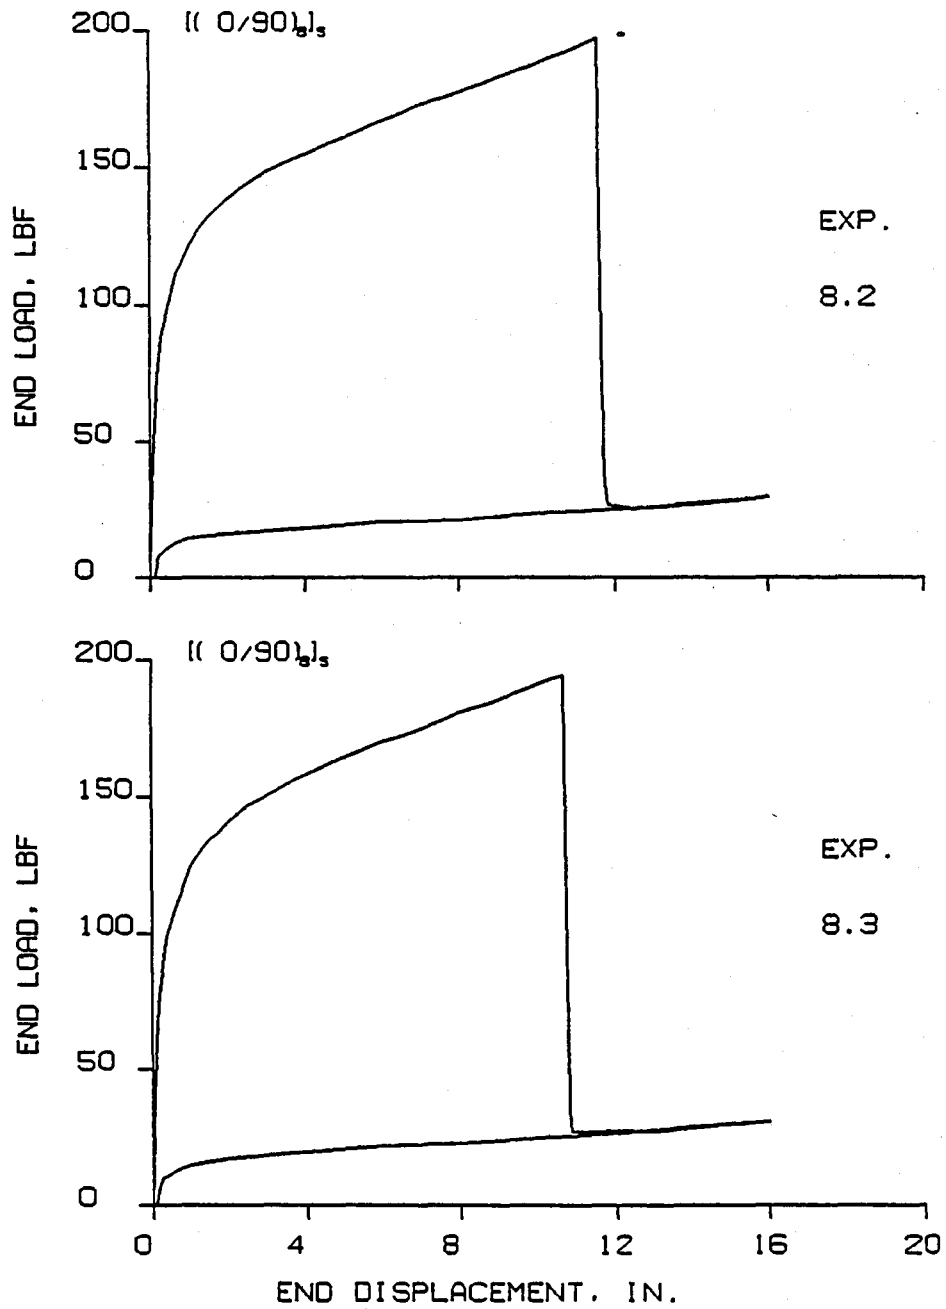 200
[( 0/90)8]s
150
100
50
0
END LOAD, LBF
EXP.
8.2
200
[( 0/90)8]s
150
100
50
0
END LOAD, LBF
EXP.
8.3
0 4 8 12 16 20
END DISPLACEMENT, IN.